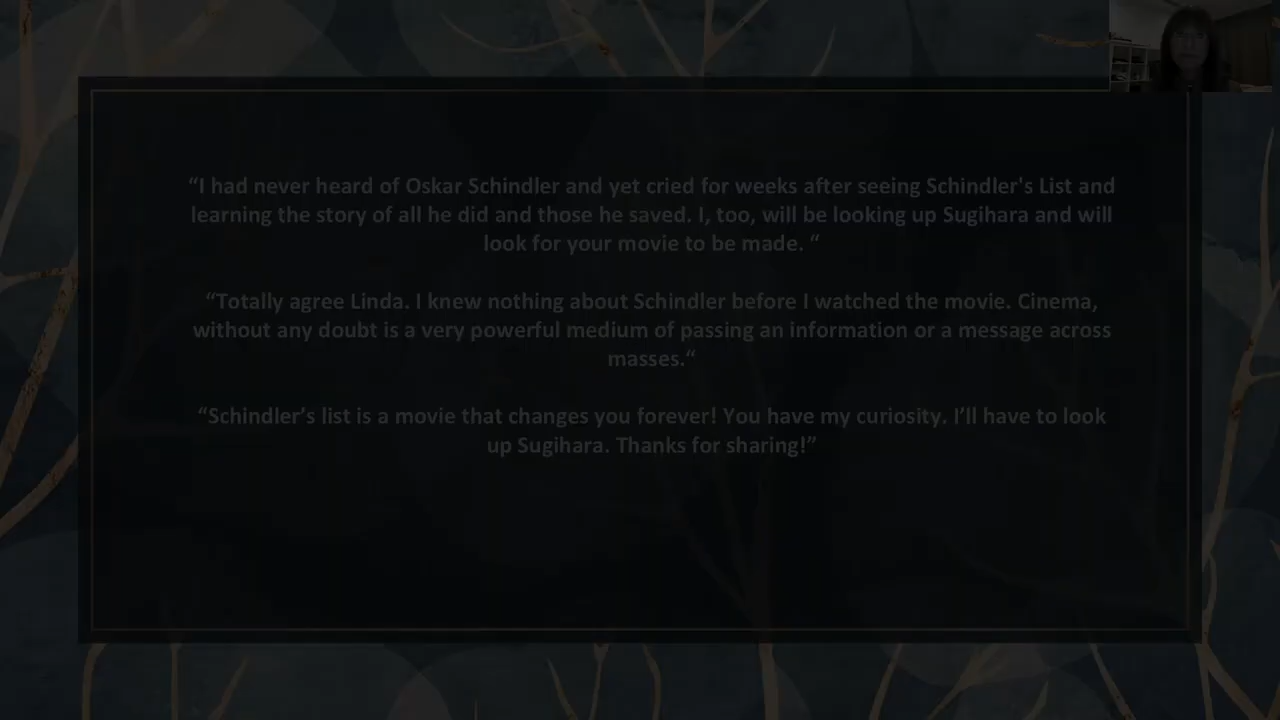 “I had never heard of Oskar Schindler and yet cried for weeks after seeing Schindler's List and
learning the story of all he did and those he saved. I, too, will be looking up Sugihara and will
look for your movie to be made. “
“Totally agree Linda. I knew nothing about Schindler before I watched the movie. Cinema,
without any doubt is a very powerful medium of passing an information or a message across
masses.“
“Schindler’s list is a movie that changes you forever! You have my curiosity. I’ll have to look
up Sugihara. Thanks for sharing!”